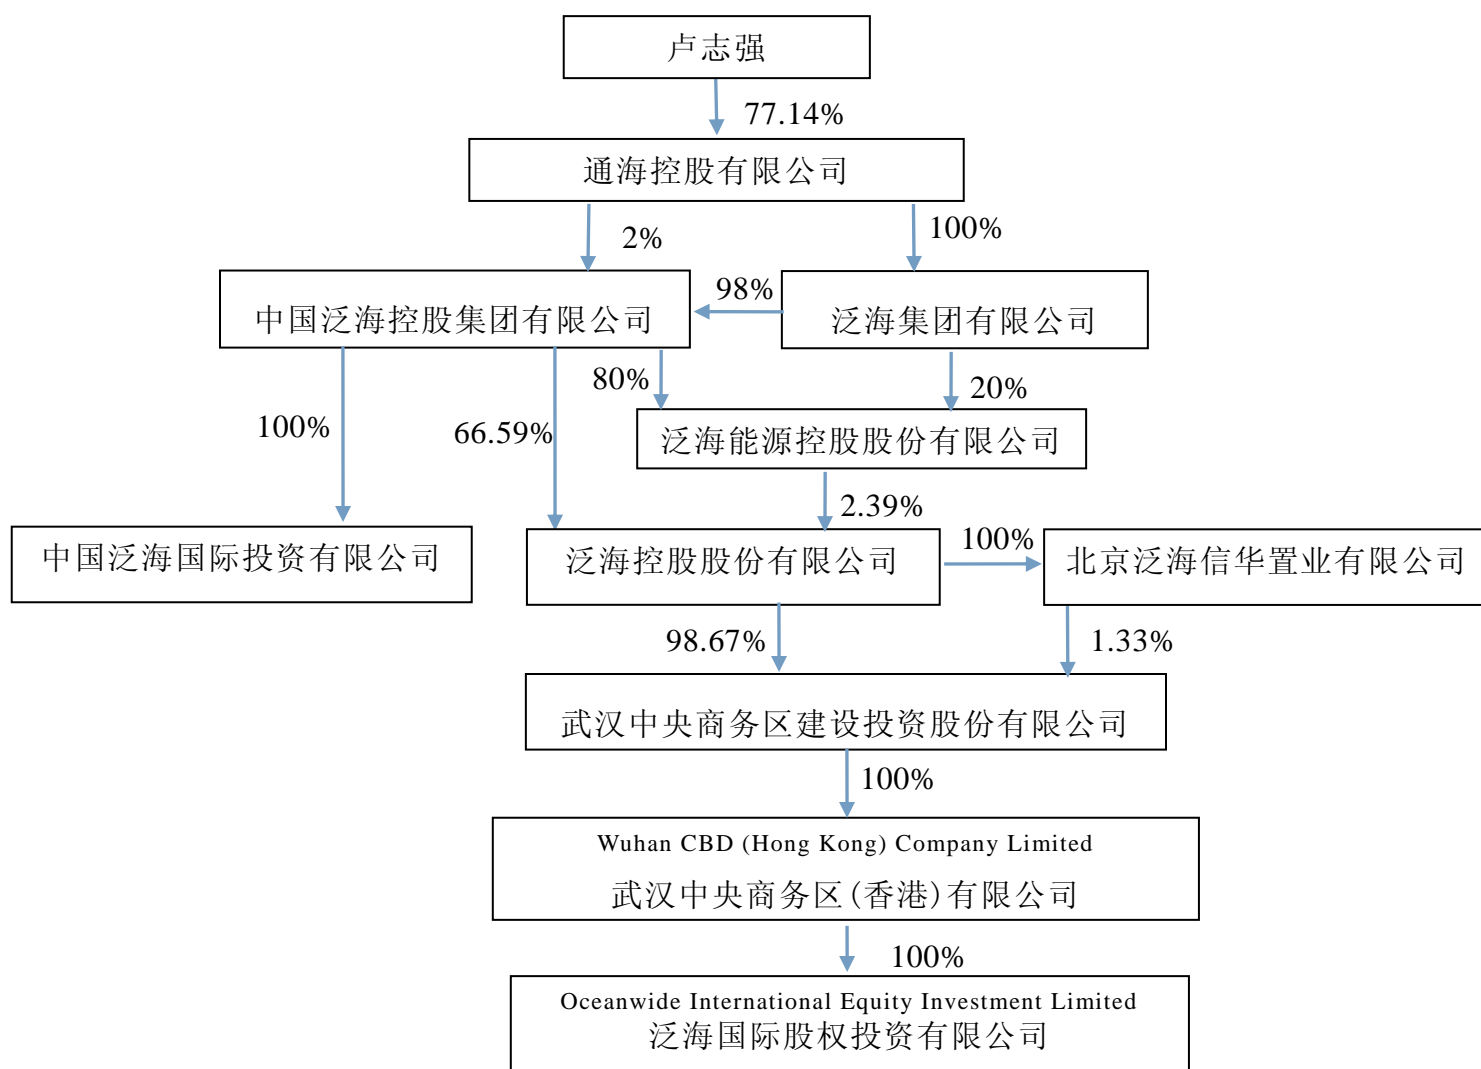 卢志强
77.14%
通海控股有限公司
2%
100%
中国泛海控股集团有限公司
98%
泛海集团有限公司
80%
20%
100%
66.59%
泛海能源控股股份有限公司
2.39%
中国泛海国际投资有限公司
泛海控股股份有限公司
100%
北京泛海信华置业有限公司
98.67%
1.33%
武汉中央商务区建设投资股份有限公司
100%
Wuhan CBD (Hong Kong) Company Limited
武汉中央商务区(香港)有限公司
100%
Oceanwide International Equity Investment Limited
泛海国际股权投资有限公司